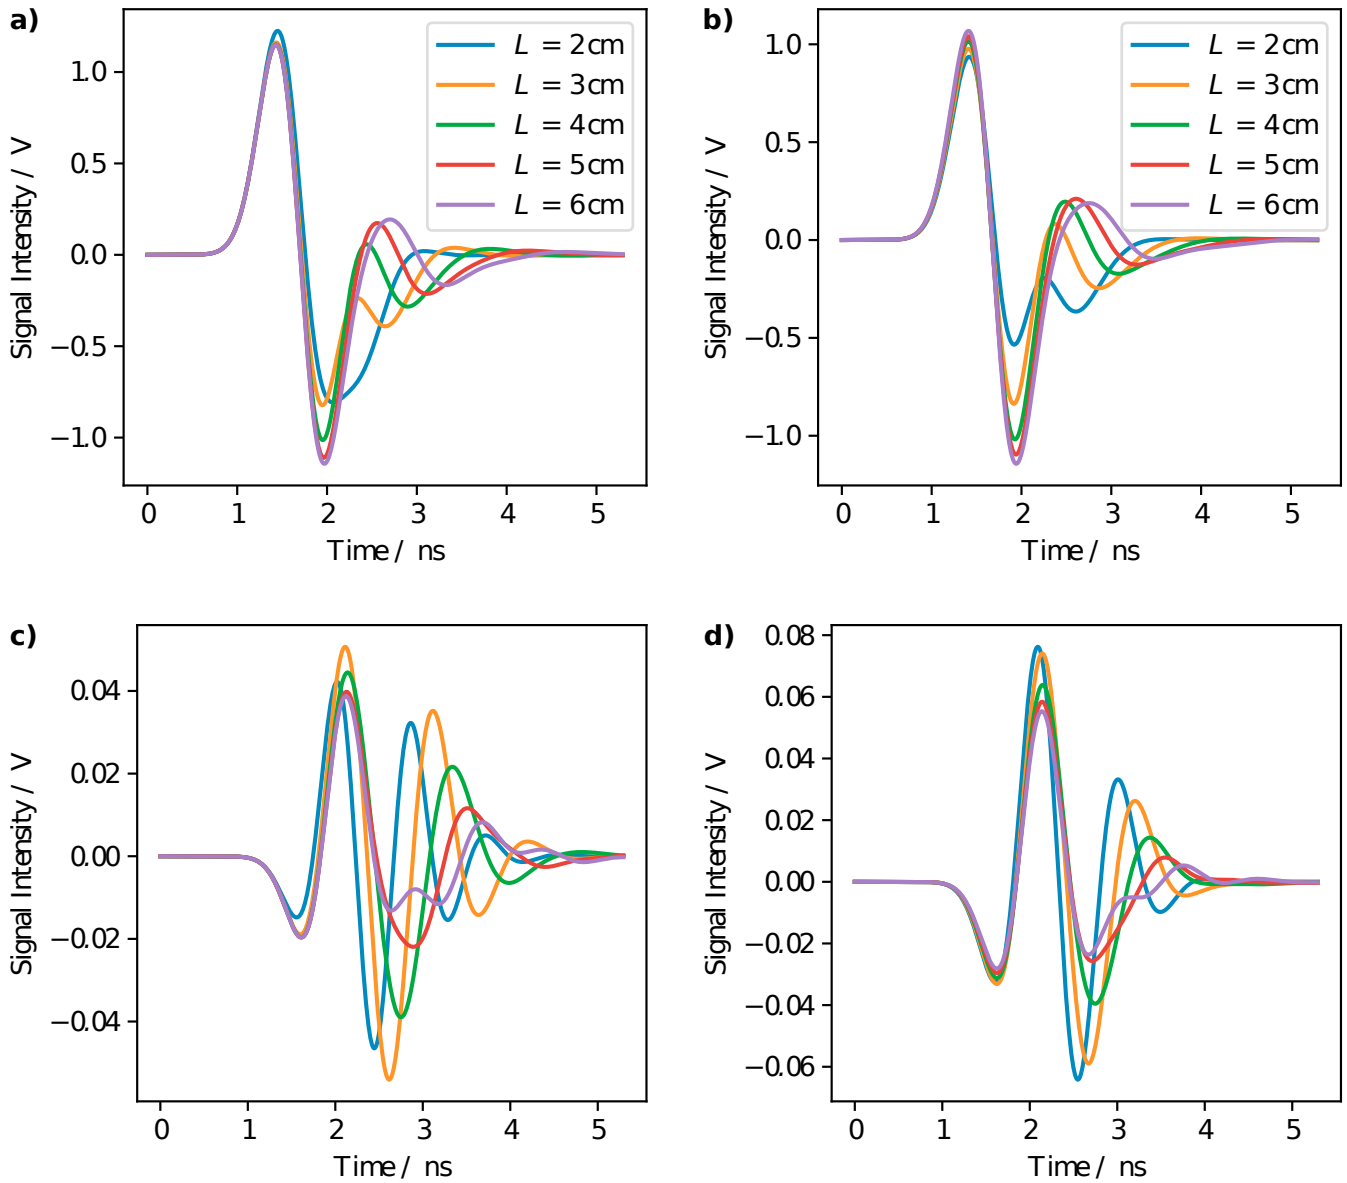 a)
Signal Intensity / V
1.0
0.5
0.0
−0.5
−1.0
L = 2cm
L = 3cm
L = 4cm
L = 5cm
L = 6cm
0 1 2 3 4 5
Time / ns
b)
Signal Intensity / V
1.0
0.5
0.0
−0.5
−1.0
L = 2cm
L = 3cm
L = 4cm
L = 5cm
L = 6cm
0 1 2 3 4 5
Time / ns
c)
Signal Intensity / V
0.04
0.02
0.00
−0.02
−0.04
0 1 2 3 4 5
Time / ns
d)
Signal Intensity / V
0.08
0.06
0.04
0.02
0.00
−0.02
−0.04
−0.06
0 1 2 3 4 5
Time / ns